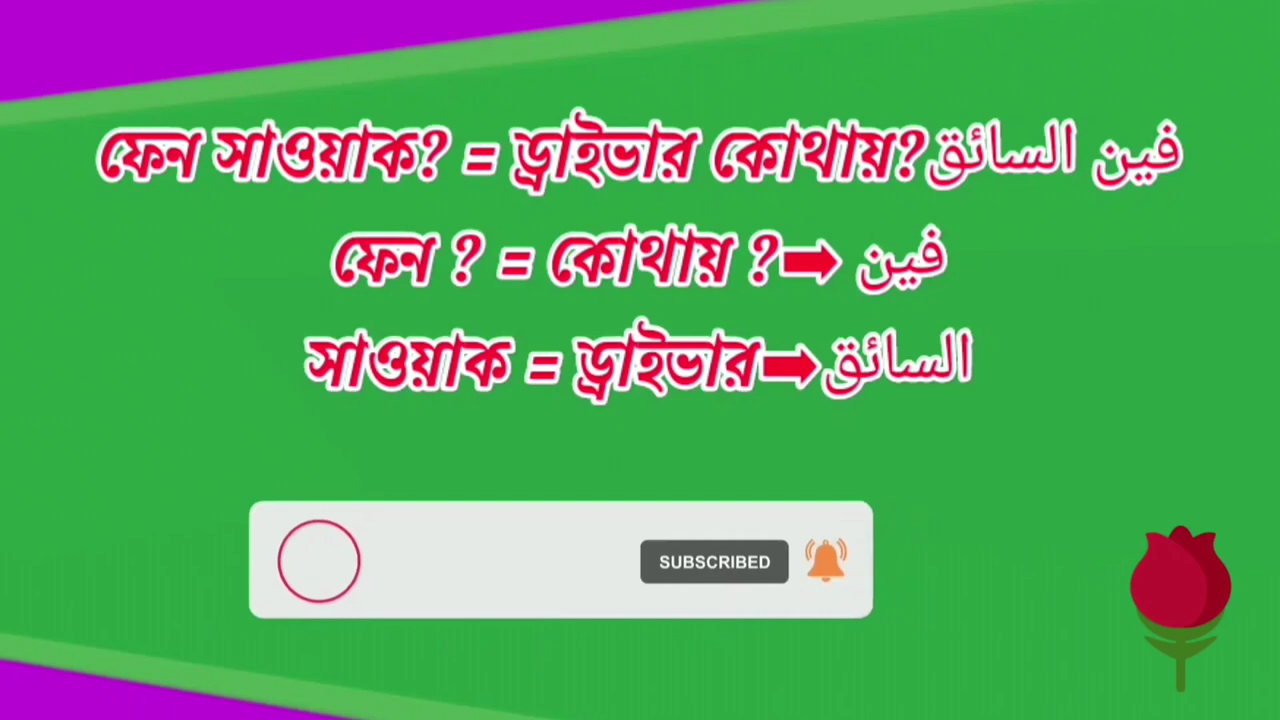 ফেন সাওয়াক? = ড্রাইভার কোথায়? فين السائق
ফেন ? = কোথায় ?➡ فين
সাওয়াক = ড্রাইভার➡السائق
SUBSCRIBED